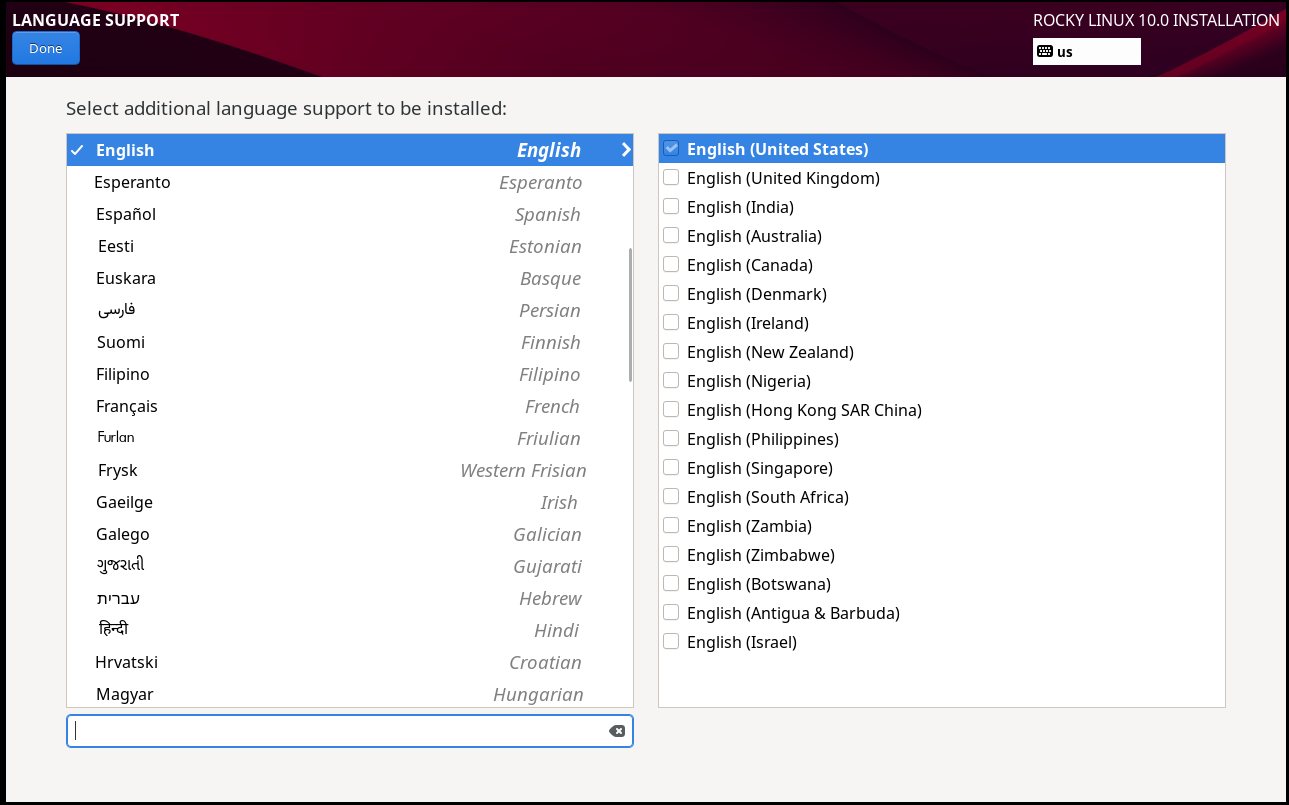 LANGUAGE SUPPORT
ROCKY LINUX 10.0 INSTALLATION
Done
us
Select additional language support to be installed:
English English
Esperanto Esperanto
Español Spanish
Eesti Estonian
Euskara Basque
فارسی Persian
Suomi Finnish
Filipino Filipino
Français French
Furlan Friulian
Frysk Western Frisian
Gaeilge Irish
Galego Galician
ગુજરાતી Gujarati
עברית Hebrew
हिन्दी Hindi
Hrvatski Croatian
Magyar Hungarian
English (United States)
English (United Kingdom)
English (India)
English (Australia)
English (Canada)
English (Denmark)
English (Ireland)
English (New Zealand)
English (Nigeria)
English (Hong Kong SAR China)
English (Philippines)
English (Singapore)
English (South Africa)
English (Zambia)
English (Zimbabwe)
English (Botswana)
English (Antigua & Barbuda)
English (Israel)